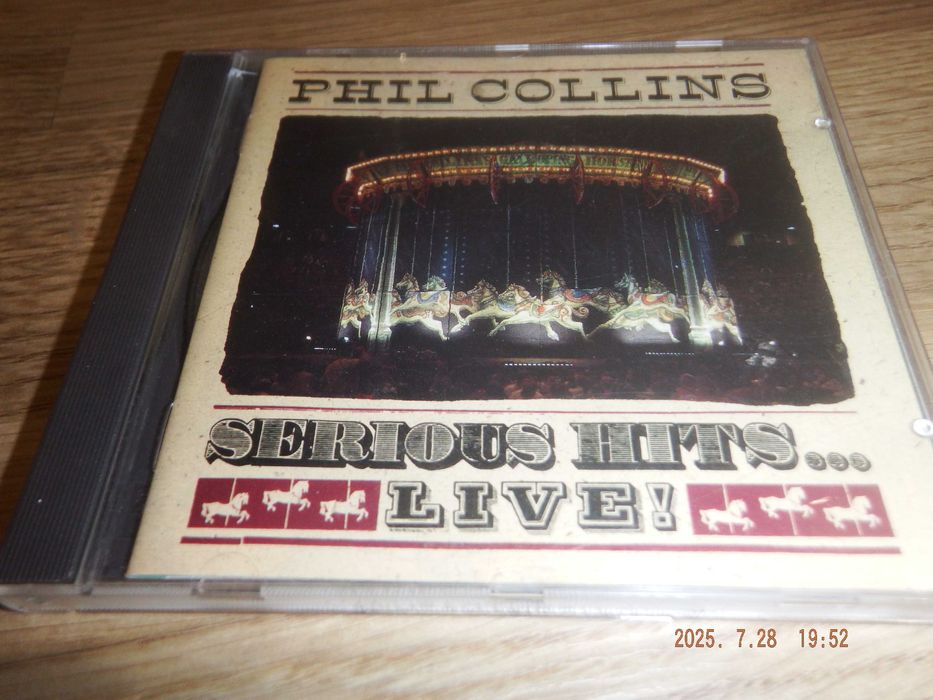 PHIL COLLINS
SERIOUS HITS...
LIVE!
2025. 7.28 19:52